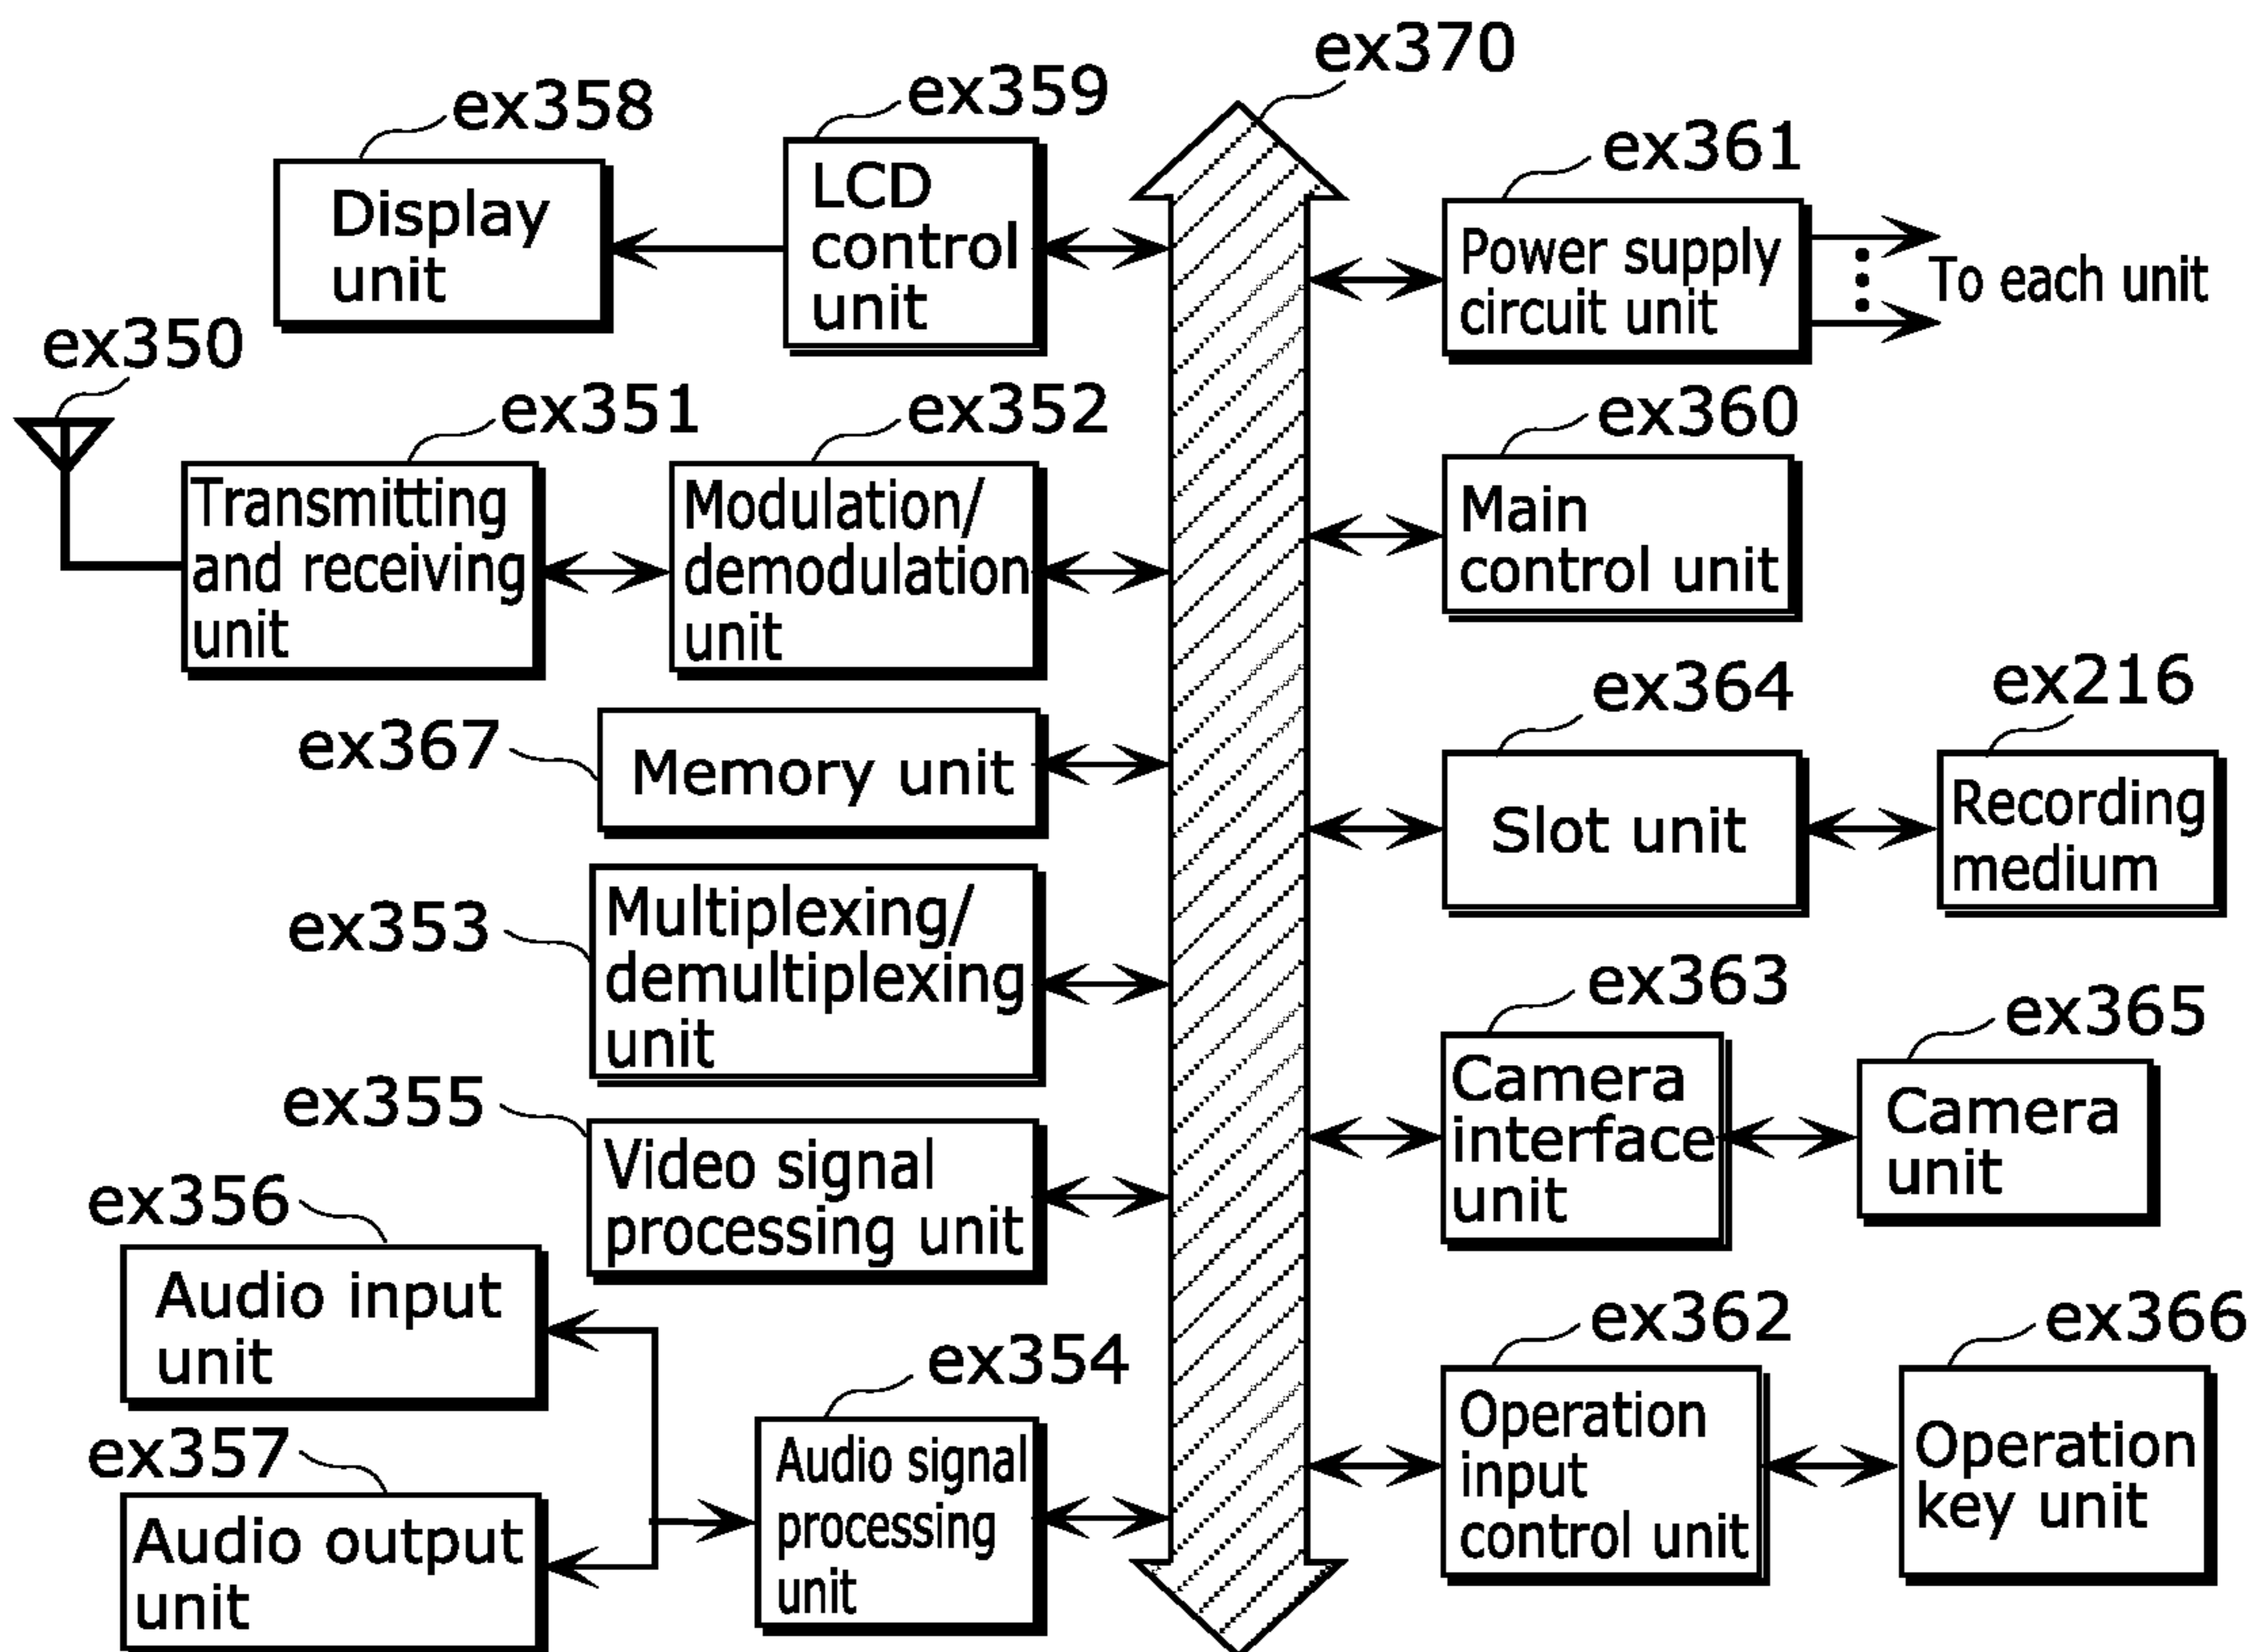 ex370
ex358
ex359
ex361
Display
unit
LCD
control
unit
Power supply
circuit unit
To each unit
ex350
ex351
ex352
ex360
Transmitting
and receiving
unit
Modulation/
demodulation
unit
Main
control unit
ex364
ex216
ex367
Memory unit
Slot unit
Recording
medium
ex353
Multiplexing/
demultiplexing
unit
ex363
ex365
ex355
Video signal
processing unit
Camera
interface
unit
Camera
unit
ex356
Audio input
unit
ex354
ex362
ex366
ex357
Audio output
unit
Audio signal
processing
unit
Operation
input
control unit
Operation
key unit